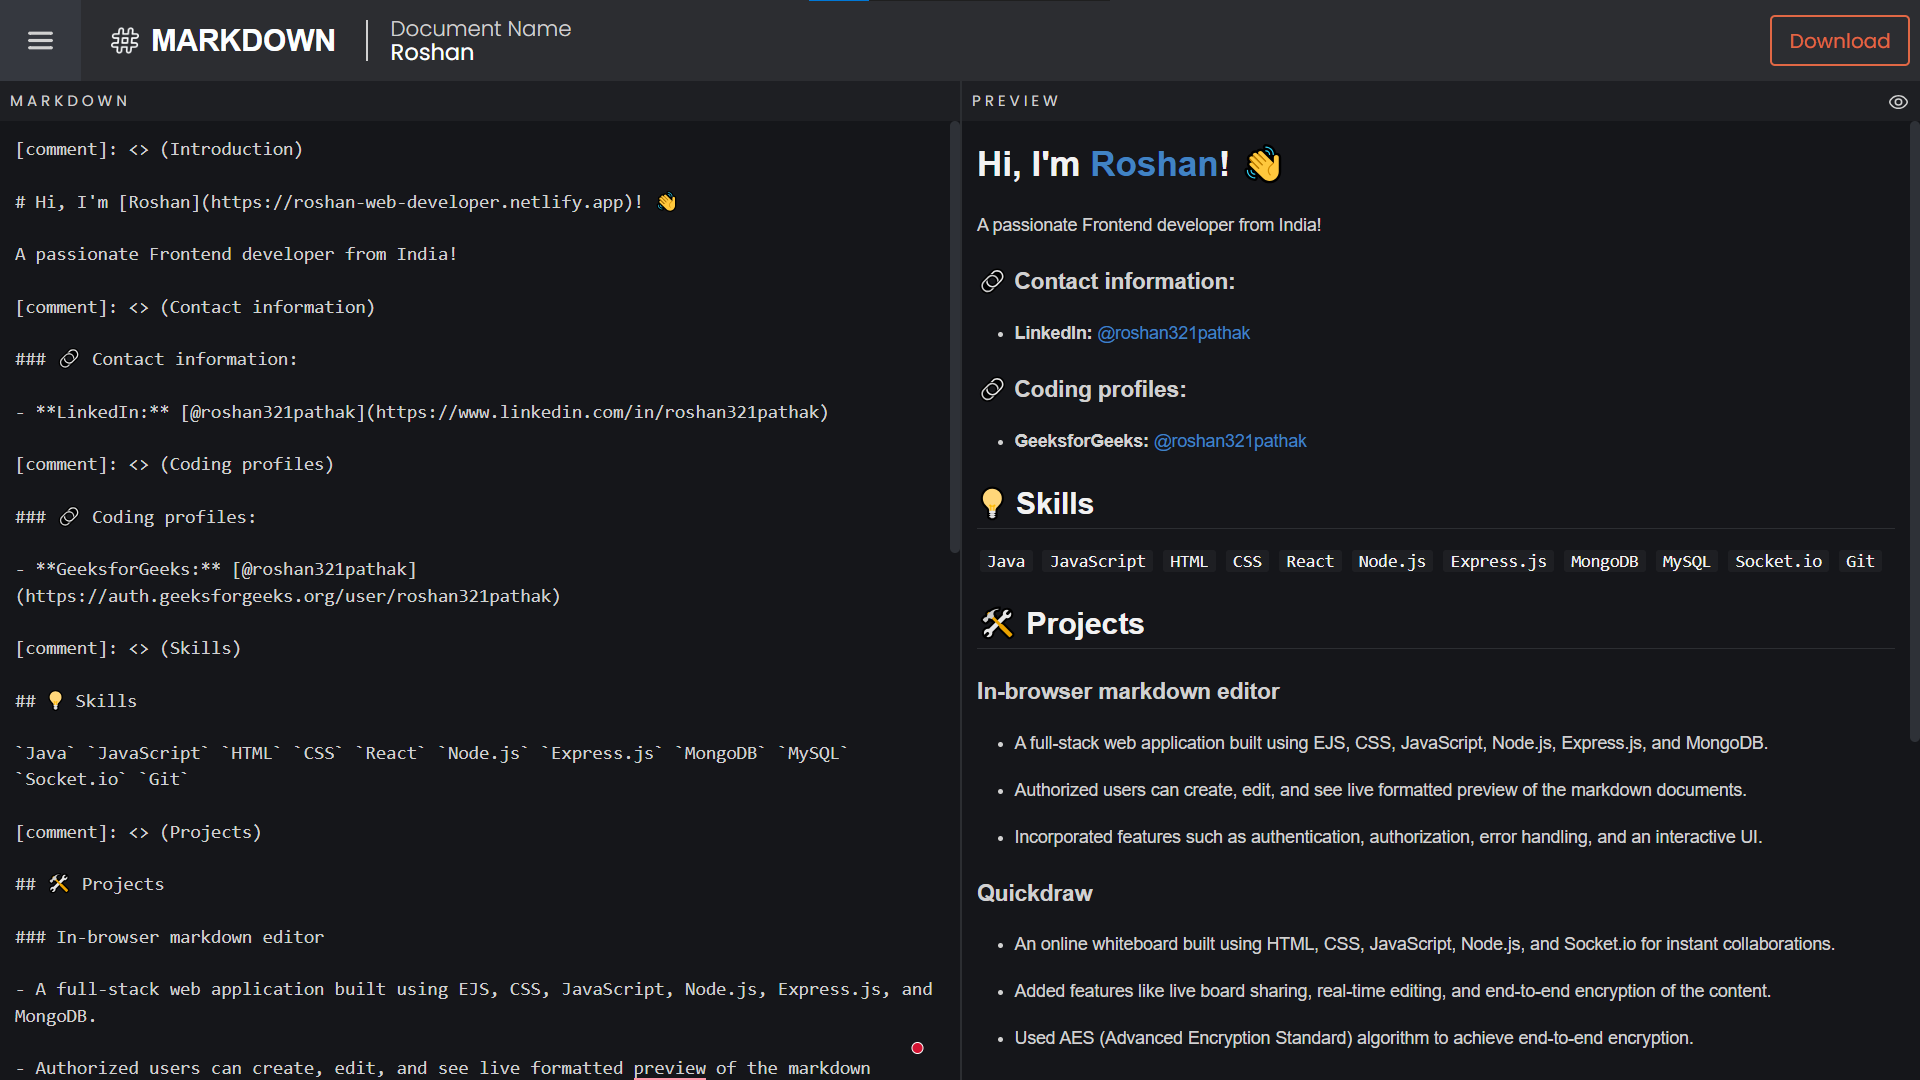 MARKDOWN
Document Name
Roshan
Download
MARKDOWN
[comment]: <> (Introduction)
# Hi, I'm [Roshan](https://roshan-web-developer.netlify.app)! 👋
A passionate Frontend developer from India!
[comment]: <> (Contact information)
### 🔗 Contact information:
- **LinkedIn:** [@roshan321pathak](https://www.linkedin.com/in/roshan321pathak)
[comment]: <> (Coding profiles)
### 🔗 Coding profiles:
- **GeeksforGeeks:** [@roshan321pathak]
(https://auth.geeksforgeeks.org/user/roshan321pathak)
[comment]: <> (Skills)
## 💡 Skills
`Java` `JavaScript` `HTML` `CSS` `React` `Node.js` `Express.js` `MongoDB` `MySQL`
`Socket.io` `Git`
[comment]: <> (Projects)
## 🛠 Projects
### In-browser markdown editor
- A full-stack web application built using EJS, CSS, JavaScript, Node.js, Express.js, and
MongoDB.
- Authorized users can create, edit, and see live formatted preview of the markdown
PREVIEW
Hi, I'm Roshan! 👋
A passionate Frontend developer from India!
🔗 Contact information:
• LinkedIn: @roshan321pathak
🔗 Coding profiles:
• GeeksforGeeks: @roshan321pathak
💡 Skills
Java JavaScript HTML CSS React Node.js Express.js MongoDB MySQL Socket.io Git
🛠 Projects
In-browser markdown editor
• A full-stack web application built using EJS, CSS, JavaScript, Node.js, Express.js, and MongoDB.
• Authorized users can create, edit, and see live formatted preview of the markdown documents.
• Incorporated features such as authentication, authorization, error handling, and an interactive UI.
Quickdraw
• An online whiteboard built using HTML, CSS, JavaScript, Node.js, and Socket.io for instant collaborations.
• Added features like live board sharing, real-time editing, and end-to-end encryption of the content.
• Used AES (Advanced Encryption Standard) algorithm to achieve end-to-end encryption.